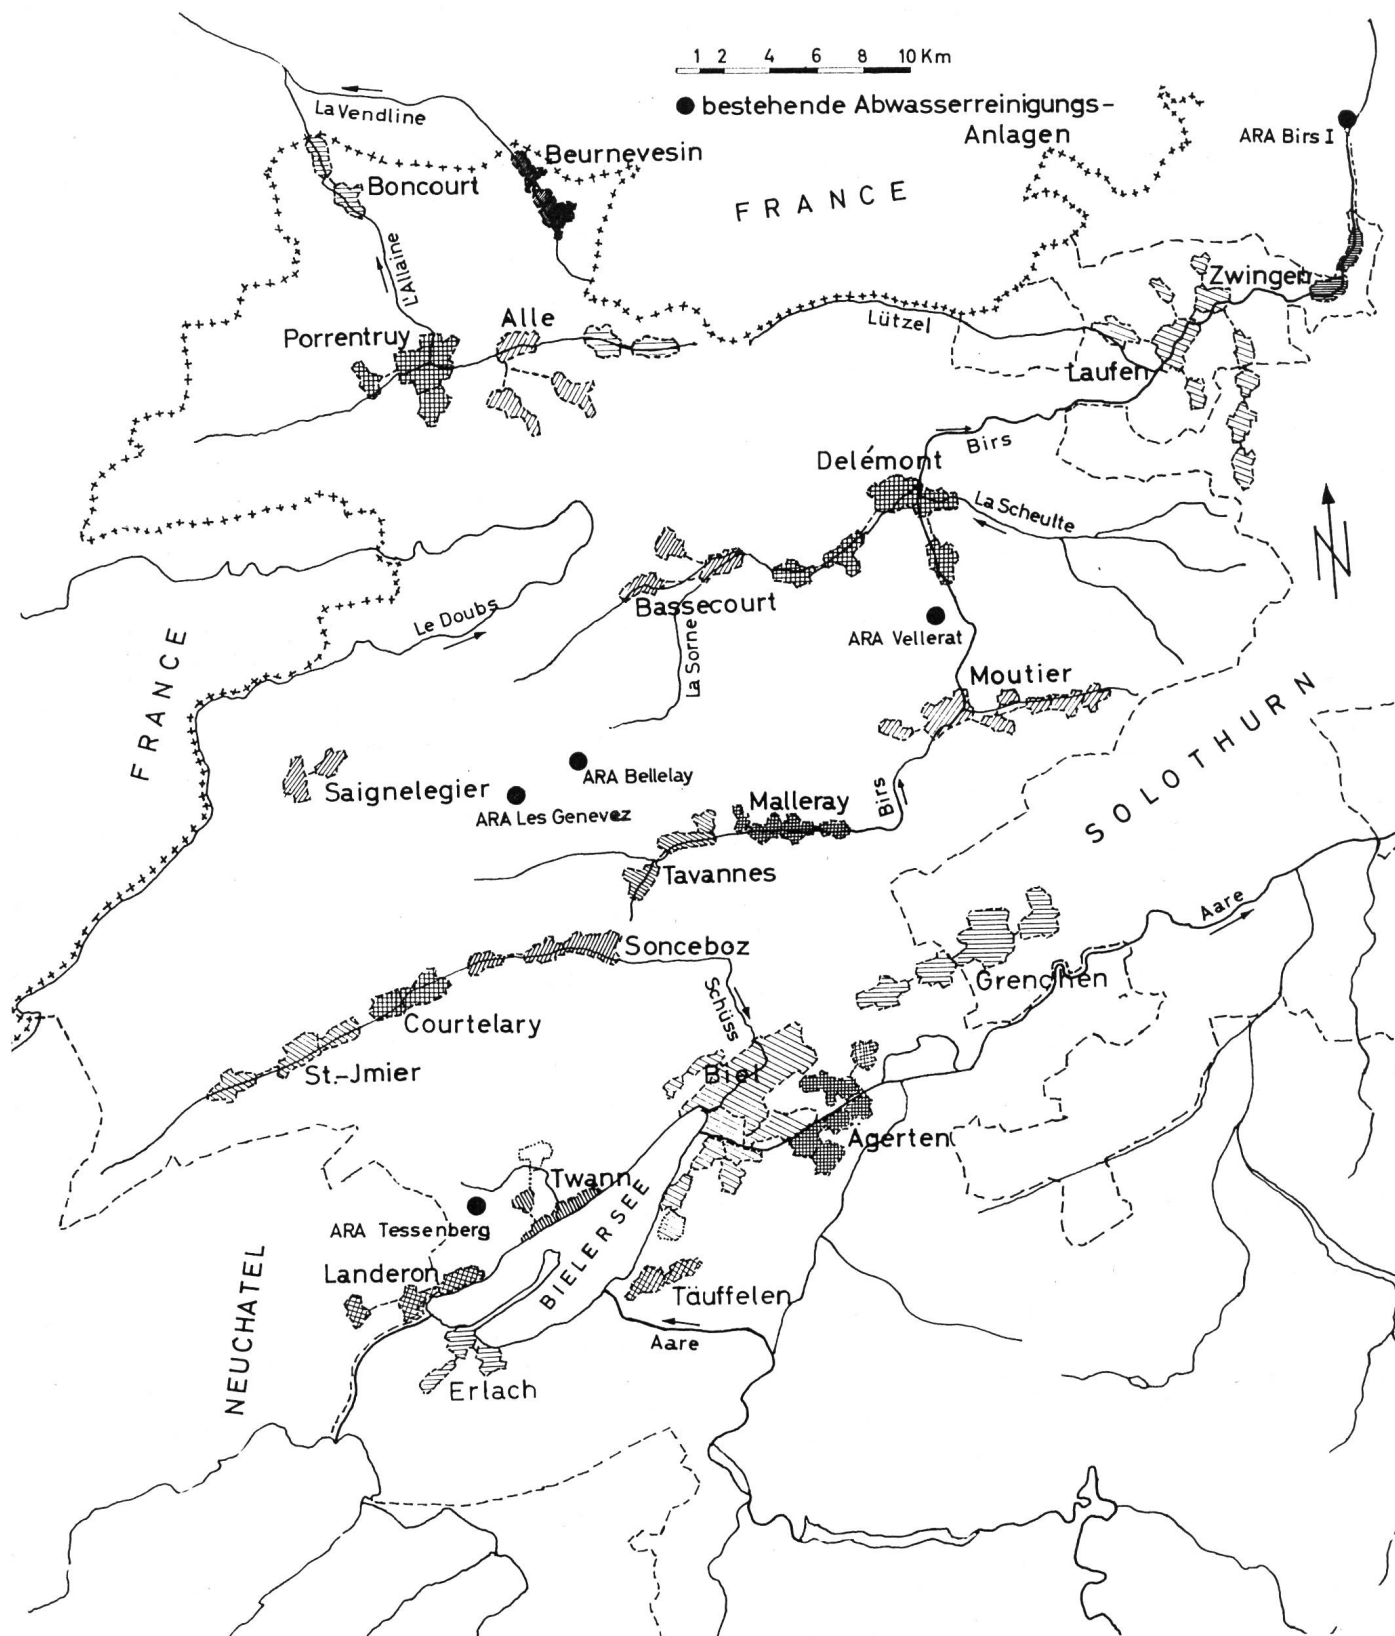 1 2 4 6 8 10 Km
bestehende Abwasserreinigungs-
Anlagen
ARA Birs I
La Vendline
Beurnevesin
Boncourt
FRANCE
L'Allaine
Zwingen
Lützel
Porrentruy
Alle
Laufen
Birs
Delémont
La Scheulte
Bassecourt
Le Doubs
La Sorne
ARA Vellerat
FRANCE
Moutier
SOLOTHURN
N
ARA Bellelay
Saignelegier
ARA Les Genevez
Malleray
Birs
Tavannes
Aare
Sonceboz
Grenchen
Schüss
Courtelary
St.-Jmier
Biel
Agerten
Twann
ARA Tessenberg
BIELERSEE
Landeron
Täuffelen
Aare
NEUCHATEL
Erlach